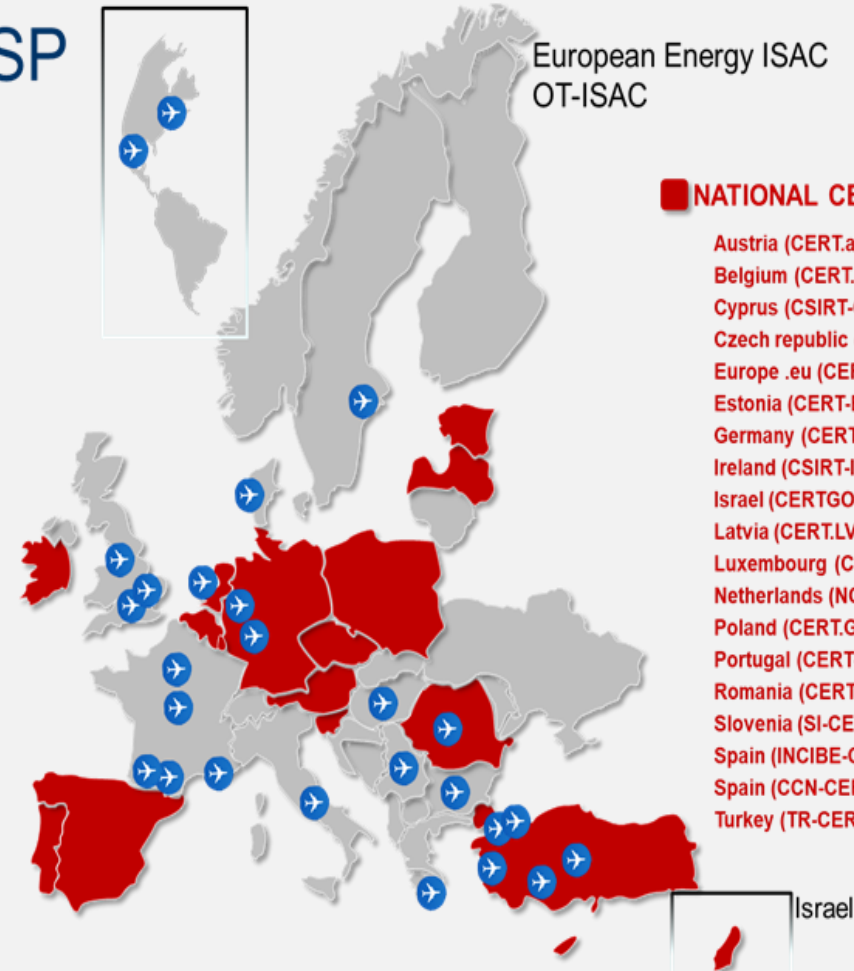 SP
European Energy ISAC
OT-ISAC
NATIONAL CE
Austria (CERT.a
Belgium (CERT.
Cyprus (CSIRT-
Czech republic
Europe .eu (CE
Estonia (CERT-
Germany (CERT
Ireland (CSIRT-I
Israel (CERTGO
Latvia (CERT.LV
Luxembourg (C
Netherlands (NC
Poland (CERT.G
Portugal (CERT
Romania (CERT
Slovenia (SI-CE
Spain (INCIBE-C
Spain (CCN-CE
Turkey (TR-CER
Israel